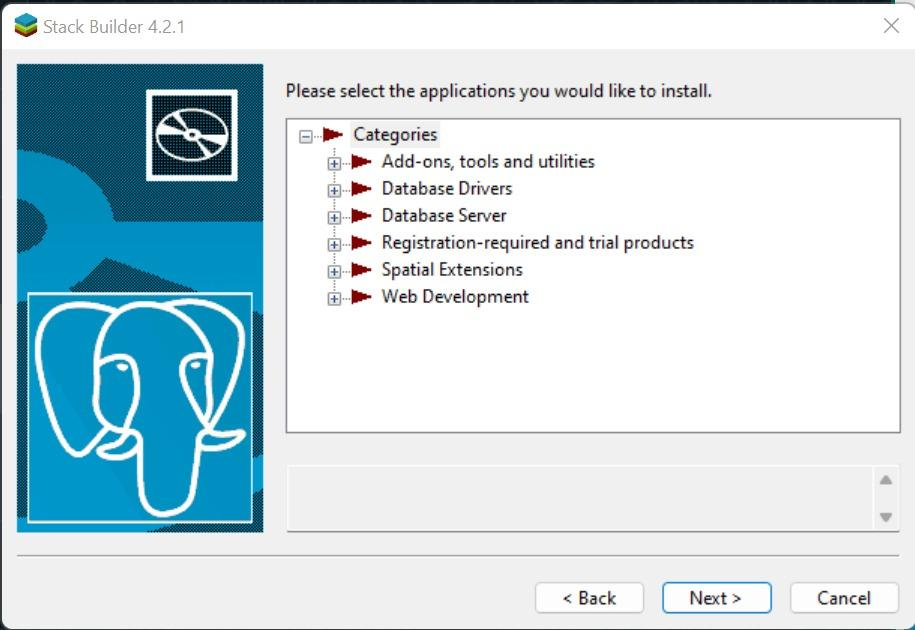 Stack Builder 4.2.1
Please select the applications you would like to install.
Categories
Add-ons, tools and utilities
Database Drivers
Database Server
Registration-required and trial products
Spatial Extensions
Web Development
< Back
Next >
Cancel